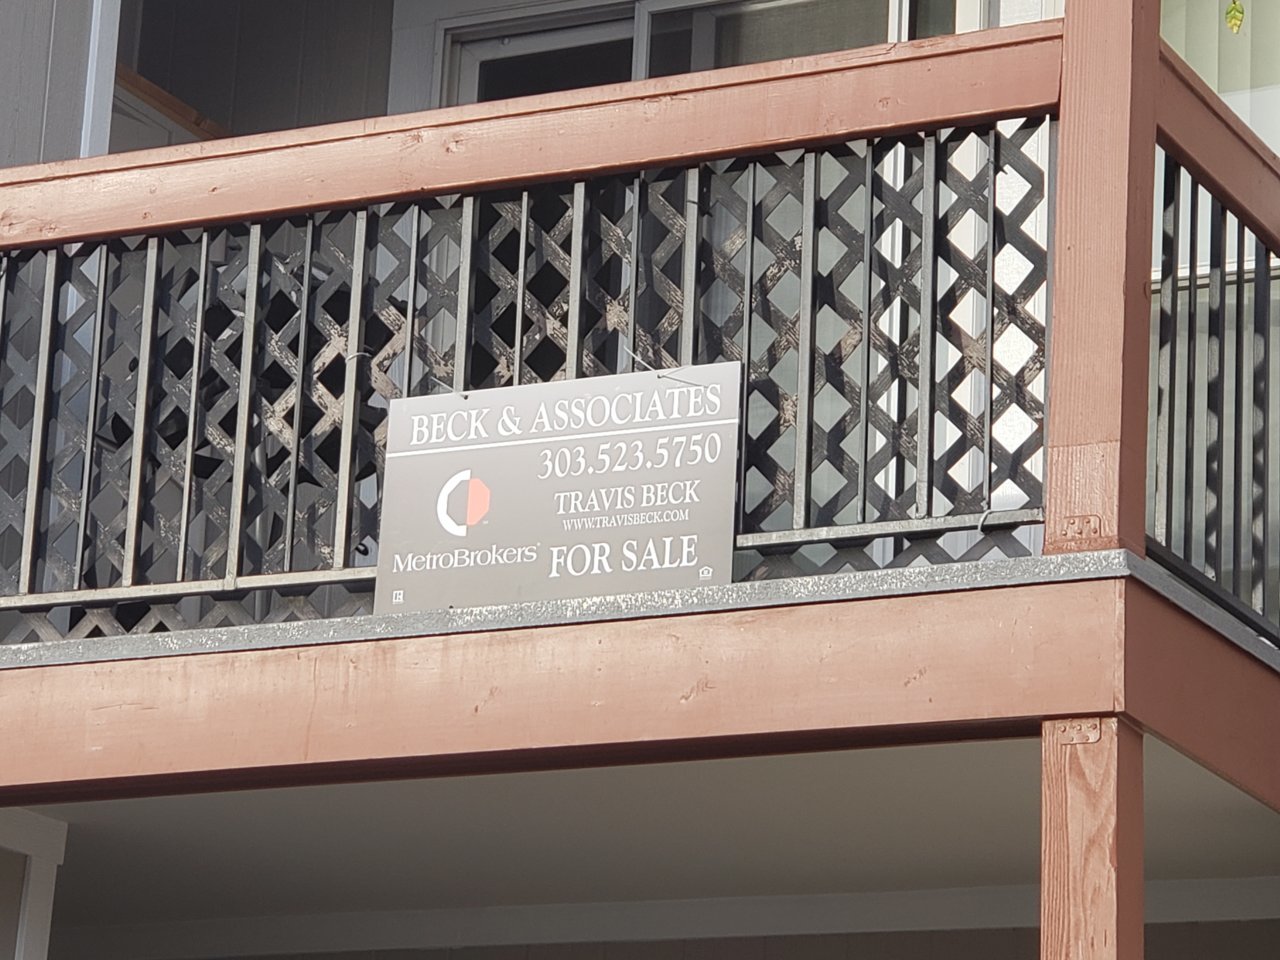 BECK & ASSOCIATES
303.523.5750
TRAVIS BECK
WWW.TRAVISBECK.COM
MetroBrokers
FOR SALE